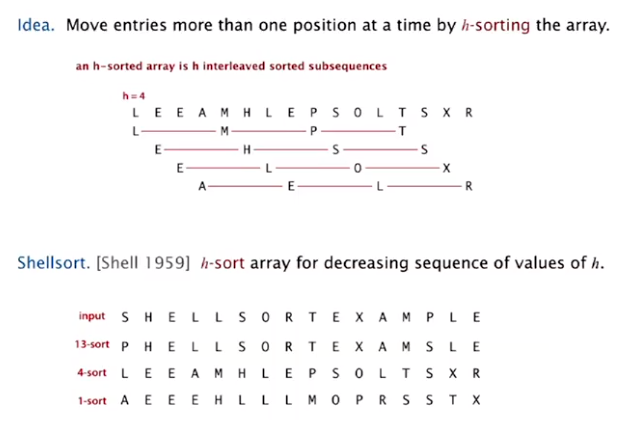 Idea. Move entries more than one position at a time by h-sorting the array.
an h-sorted array is h interleaved sorted subsequences
h = 4
L E E A M H L E P S O L T S X R
L M P T
E H S S
E L O X
A E L R
Shellsort. [Shell 1959] h-sort array for decreasing sequence of values of h.
input S H E L L S O R T E X A M P L E
13-sort P H E L L S O R T E X A M S L E
4-sort L E E A M H L E P S O L T S X R
1-sort A E E E H L L L M O P R S S T X